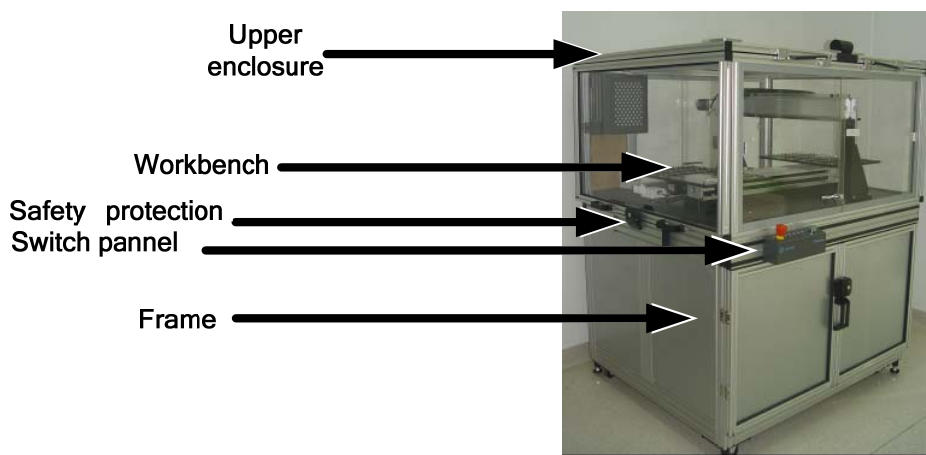 Upper
enclosure
Workbench
Safety protection
Switch pannel
Frame